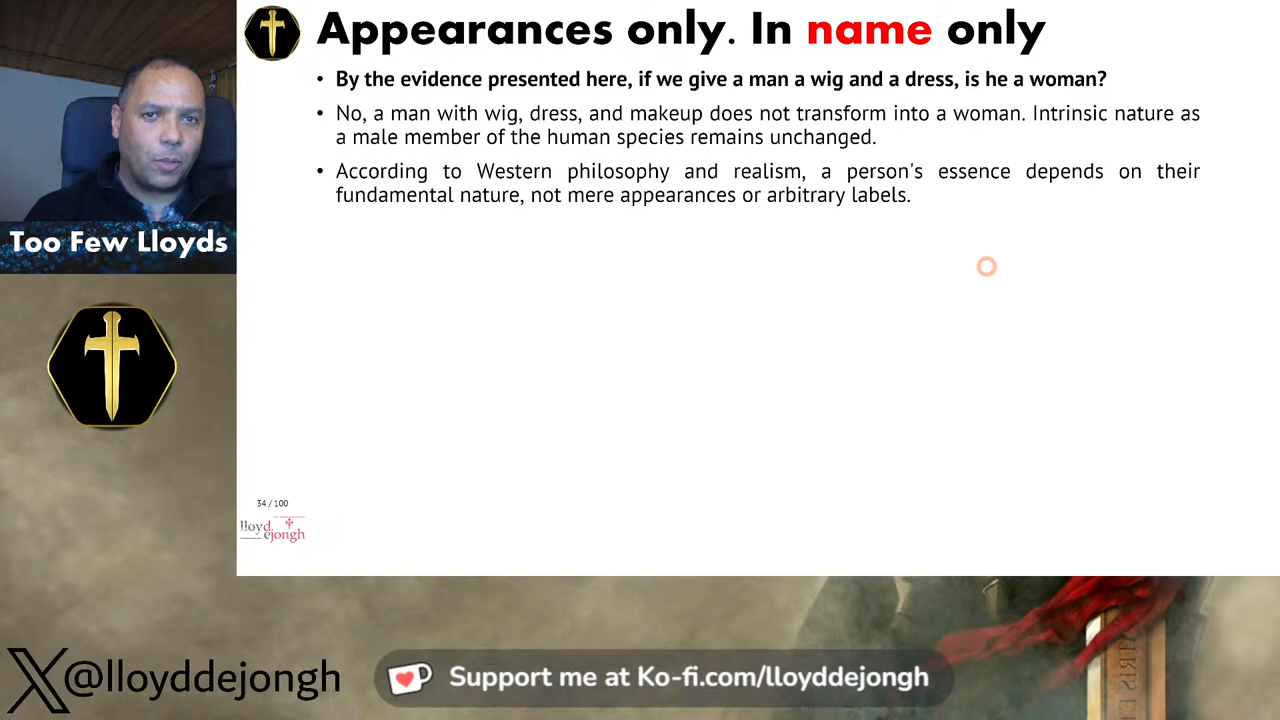 Appearances only. In name only
• By the evidence presented here, if we give a man a wig and a dress, is he a woman?
• No, a man with wig, dress, and makeup does not transform into a woman. Intrinsic nature as
a male member of the human species remains unchanged.
• According to Western philosophy and realism, a person's essence depends on their
fundamental nature, not mere appearances or arbitrary labels.
Too Few Lloyds
34 / 100
lloyd.
ejongh
X@lloyddejongh
Support me at Ko-fi.com/lloyddejongh